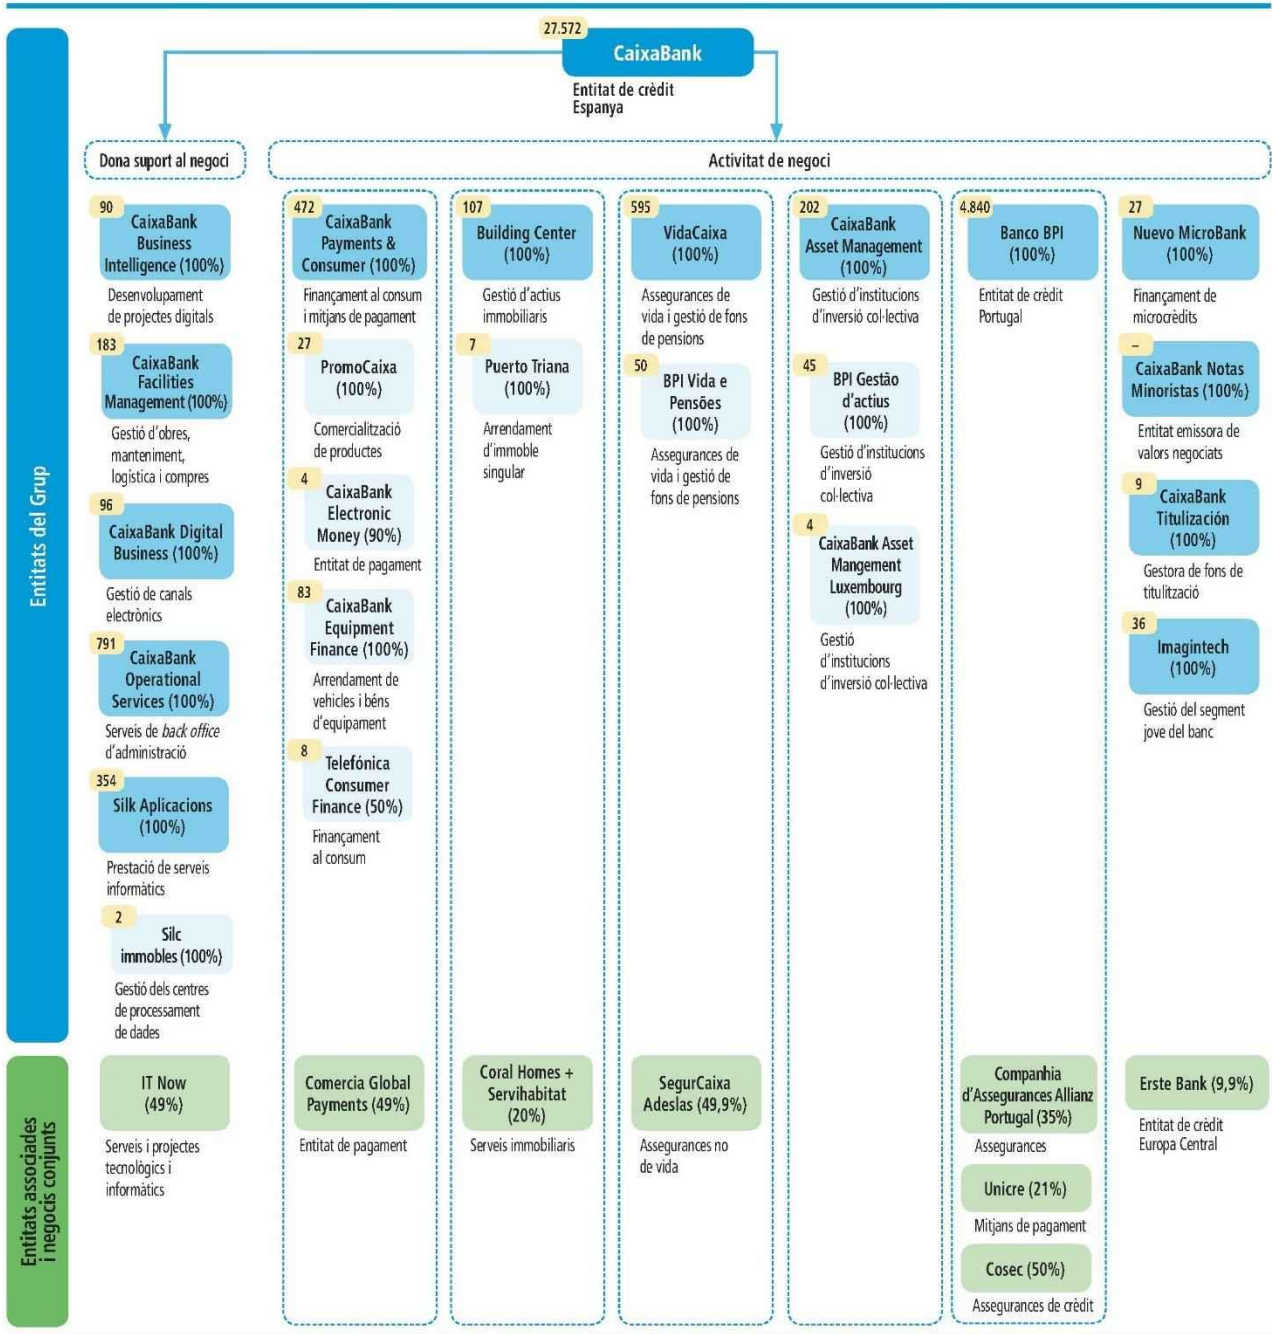 27.572
CaixaBank
Entitat de crèdit
Espanya
Dona suport al negoci
Activitat de negoci
Entitats del Grup
90
CaixaBank
Business
Intelligence (100%)
Desenvolupament
de projectes digitals
183
CaixaBank
Facilities
Management (100%)
Gestió d'obres,
manteniment,
logística i compres
96
CaixaBank Digital
Business (100%)
Gestió de canals
electrònics
791
CaixaBank
Operational
Services (100%)
Serveis de back office
d'administració
354
Silk Aplicacions
(100%)
Prestació de serveis
informàtics
2
Silc
immobles (100%)
Gestió dels centres
de processament
de dades
472
CaixaBank
Payments &
Consumer (100%)
Finançament al consum
i mitjans de pagament
27
PromoCaixa
(100%)
Comercialització
de productes
4
CaixaBank
Electronic
Money (90%)
Entitat de pagament
83
CaixaBank
Equipment
Finance (100%)
Arrendament de
vehicles i béns
d'equipament
8
Telefónica
Consumer
Finance (50%)
Finançament
al consum
107
Building Center
(100%)
Gestió d'actius
immobiliaris
7
Puerto Triana
(100%)
Arrendament
d'immoble
singular
595
VidaCaixa
(100%)
Assegurances de
vida i gestió de fons
de pensions
50
BPI Vida e
Pensões
(100%)
Assegurances de
vida i gestió de
fons de pensions
202
CaixaBank
Asset Management
(100%)
Gestió d'institucions
d'inversió col·lectiva
45
BPI Gestão
d'actius
(100%)
Gestió d'institucions
d'inversió
col·lectiva
4
CaixaBank Asset
Mangement
Luxembourg
(100%)
Gestió
d'institucions
d'inversió col·lectiva
4.840
Banco BPI
(100%)
Entitat de crèdit
Portugal
27
Nuevo MicroBank
(100%)
Finançament de
microcrèdits
–
CaixaBank Notas
Minoristas (100%)
Entitat emissora de
valors negociats
9
CaixaBank
Titulización
(100%)
Gestora de fons de
titulització
36
Imagintech
(100%)
Gestió del segment
jove del banc
Entitats associades
i negocis conjunts
IT Now
(49%)
Serveis i projectes
tecnològics i
informàtics
Comercia Global
Payments (49%)
Entitat de pagament
Coral Homes +
Servihabitat
(20%)
Serveis immobiliaris
SegurCaixa
Adeslas (49,9%)
Assegurances no
de vida
Companhia
d'Assegurances Allianz
Portugal (35%)
Assegurances
Unicre (21%)
Mitjans de pagament
Cosec (50%)
Assegurances de crèdit
Erste Bank (9,9%)
Entitat de crèdit
Europa Central